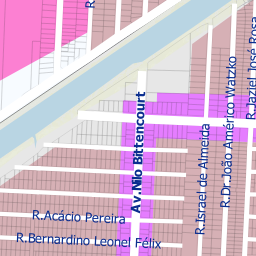 R.
Av.Nilo Bittencourt
R.Israel de Almeida
R.Dr.João Américo Watzko
R.Jaziel José Rosa
R.Acácio Pereira
R.Bernardino Leonel Félix